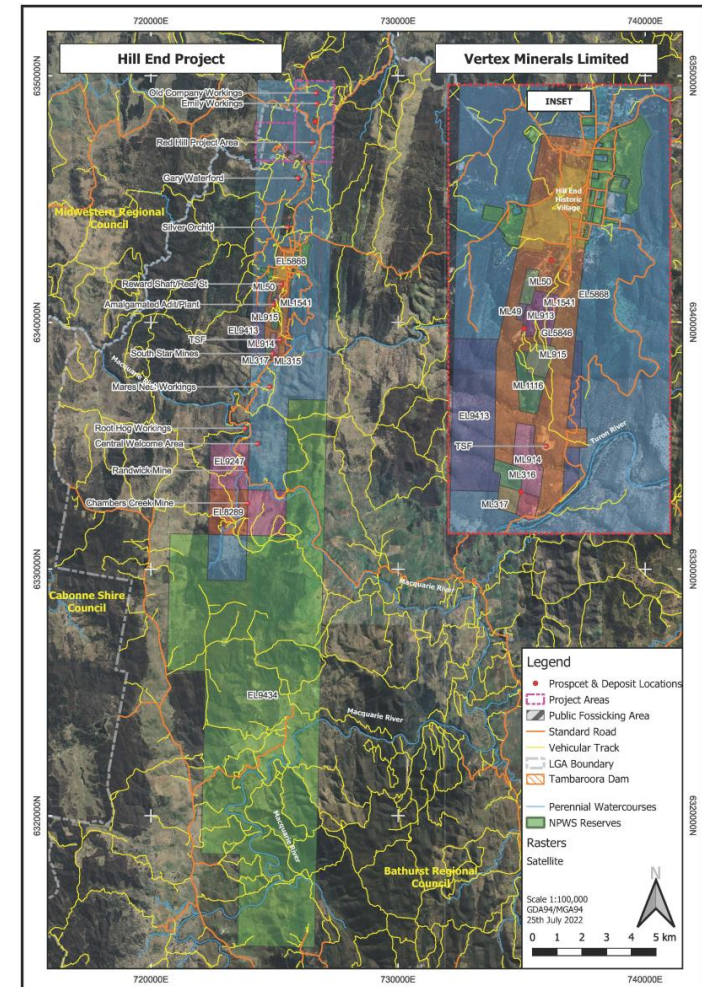 720000E
730000E
740000E
Hill End Project
Vertex Minerals Limited
6350000N
6350000N
INSET
Old Company Workings
Emily Workings
Red Hill Project Area
Gary Waterford
Midwestern Regional
Council
Silver Orchid
EL5868
Reward Shaft/Reef St
ML50
Amalgamated Adit/Plant
ML1541
ML915
EL9413
TSF
ML914
South Star Mines
ML317
ML315
Mares Nest Workings
Root Hog Workings
Central Welcome Area
EL9247
Randwick Mine
Chambers Creek Mine
EL8289
Hill End
Historic
Village
ML50
EL5868
ML49
ML1541
ML913
GL5846
ML915
ML1116
EL9413
TSF
Turon River
ML914
ML316
ML317
6340000N
6340000N
6330000N
6330000N
Cabonne Shire
Council
Macquarie River
EL9434
Macquarie River
Macquarie River
Bathurst Regional
Council
6320000N
6320000N
Legend
Prospcet & Deposit Locations
Project Areas
Public Fossicking Area
Standard Road
Vehicular Track
LGA Boundary
Tambaroora Dam
Perennial Watercourses
NPWS Reserves
Rasters
Satellite
N
Scale 1:100,000
GDA94/MGA94
25th July 2022
0 1 2 3 4 5 km
720000E
730000E
740000E